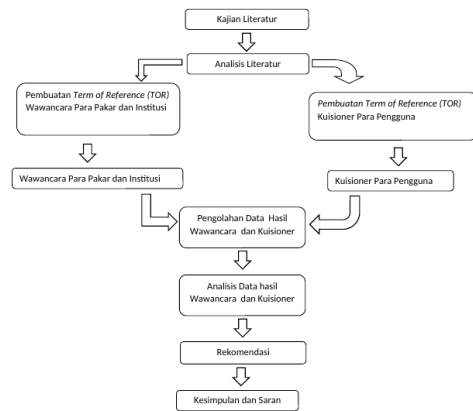 Kajian Literatur
Analisis Literatur
Pembuatan Term of Reference (TOR)
Wawancara Para Pakar dan Institusi
Pembuatan Term of Reference (TOR)
Kuisioner Para Pengguna
Wawancara Para Pakar dan Institusi
Kuisioner Para Pengguna
Pengolahan Data Hasil
Wawancara dan Kuisioner
Analisis Data hasil
Wawancara dan Kuisioner
Rekomendasi
Kesimpulan dan Saran